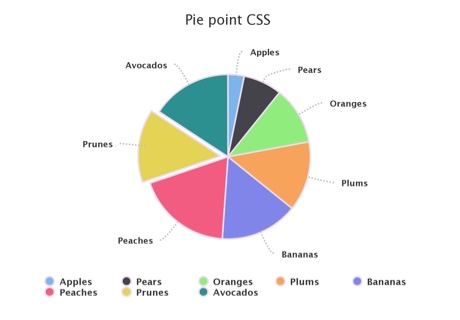 Pie point CSS
Apples
Pears
Avocados
Oranges
Prunes
Plums
Peaches
Bananas
Apples Pears Oranges Plums Bananas
Peaches Prunes Avocados